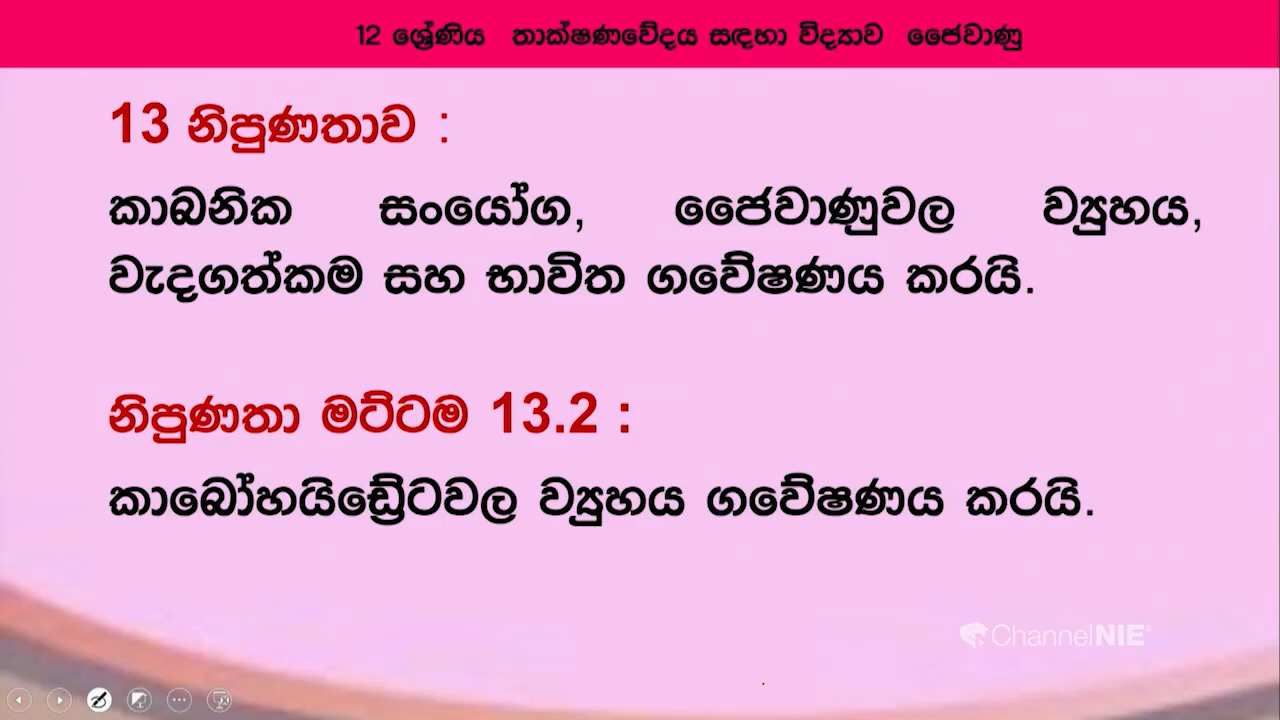 12 ශ්‍රේණිය තාක්ෂණවේදය සඳහා විද්‍යාව ජෛවාණු
13 නිපුණතාව :
කාබනික සංයෝග, ජෛවාණුවල ව්‍යුහය,
වැදගත්කම සහ භාවිත ගවේෂණය කරයි.
නිපුණතා මට්ටම 13.2 :
කාබෝහයිඩ්‍රේටවල ව්‍යුහය ගවේෂණය කරයි.
ChannelNIE